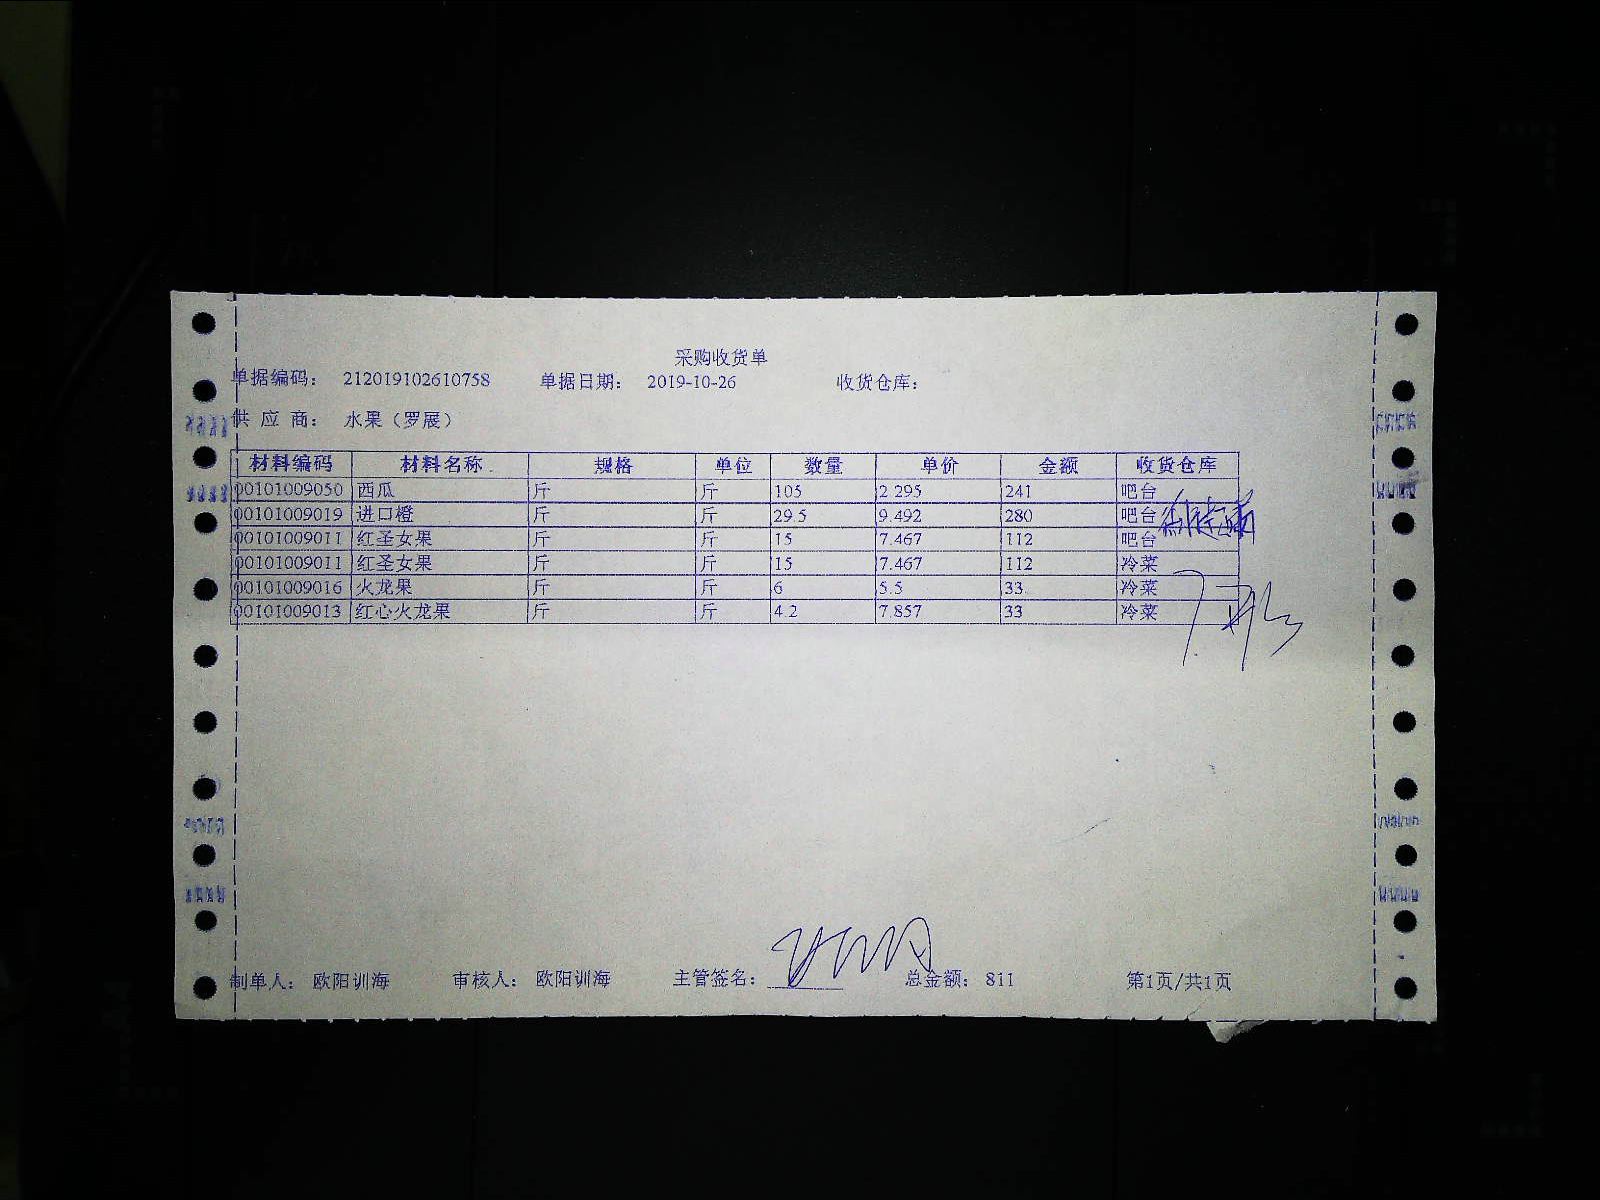 采购收货单
单据编码： 212019102610758 单据日期： 2019-10-26 收货仓库：
供 应 商： 水果（罗展）
材料编码 材料名称 规格 单位 数量 单价 金额 收货仓库
00101009050 西瓜 斤 斤 105 2.295 241 吧台
00101009019 进口橙 斤 斤 29.5 9.492 280 吧台
00101009011 红圣女果 斤 斤 15 7.467 112 吧台
00101009011 红圣女果 斤 斤 15 7.467 112 冷菜
00101009016 火龙果 斤 斤 6 5.5 33 冷菜
00101009013 红心火龙果 斤 斤 4.2 7.857 33 冷菜
制单人： 欧阳训海 审核人： 欧阳训海 主管签名： 总金额： 811 第1页/共1页